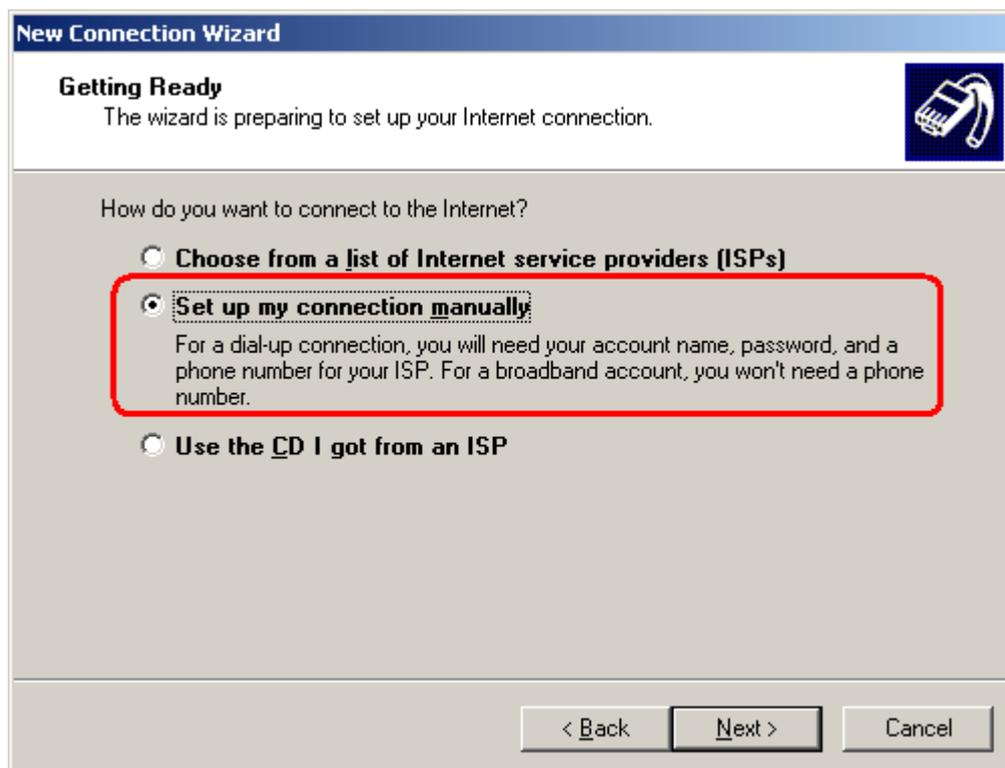 New Connection Wizard
Getting Ready
The wizard is preparing to set up your Internet connection.
How do you want to connect to the Internet?
Choose from a list of Internet service providers (ISPs)
Set up my connection manually
For a dial-up connection, you will need your account name, password, and a
phone number for your ISP. For a broadband account, you won't need a phone
number.
Use the CD I got from an ISP
< Back Next > Cancel